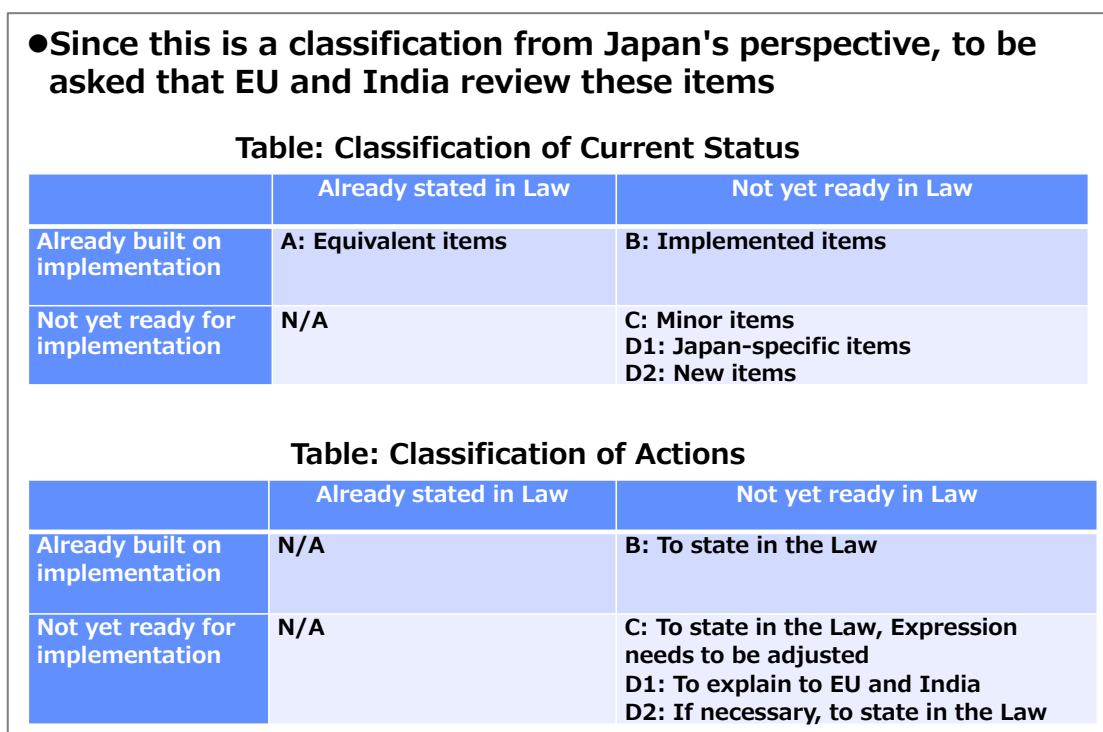 ●Since this is a classification from Japan's perspective, to be
asked that EU and India review these items
Table: Classification of Current Status
Already stated in Law
Not yet ready in Law
Already built on
implementation
A: Equivalent items
B: Implemented items
Not yet ready for
implementation
N/A
C: Minor items
D1: Japan-specific items
D2: New items
Table: Classification of Actions
Already stated in Law
Not yet ready in Law
Already built on
implementation
N/A
B: To state in the Law
Not yet ready for
implementation
N/A
C: To state in the Law, Expression
needs to be adjusted
D1: To explain to EU and India
D2: If necessary, to state in the Law